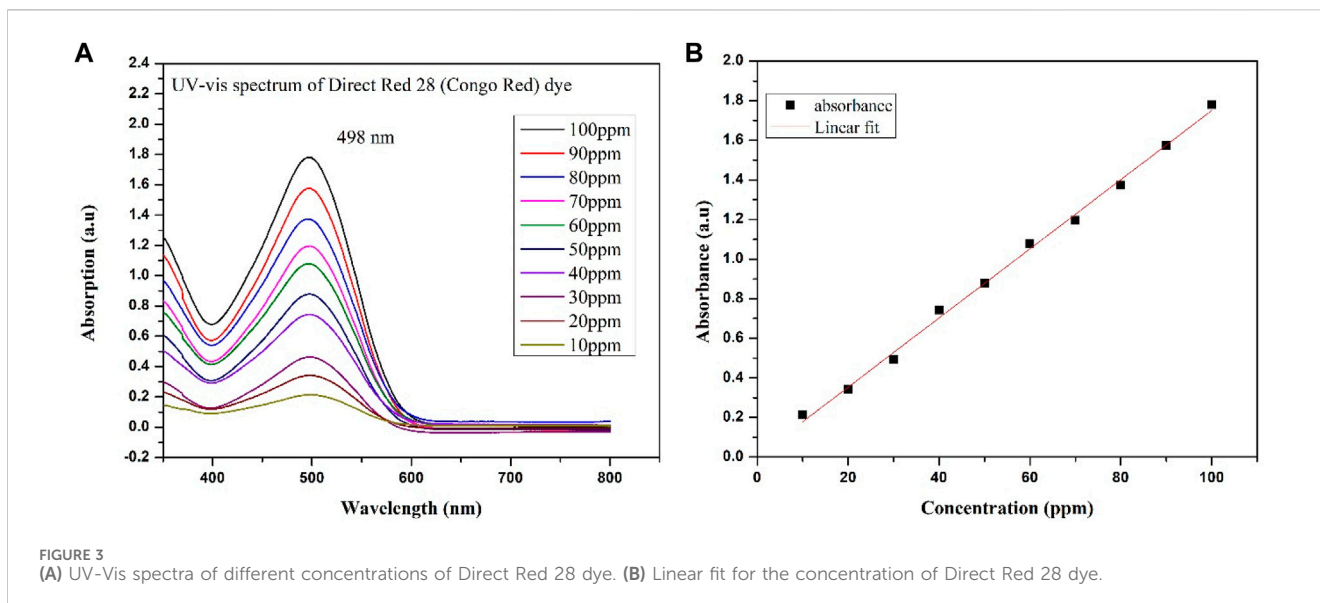 A
UV-vis spectrum of Direct Red 28 (Congo Red) dye
498 nm
100ppm
90ppm
80ppm
70ppm
60ppm
50ppm
40ppm
30ppm
20ppm
10ppm
2.4
2.2
2.0
1.8
1.6
1.4
1.2
1.0
0.8
0.6
0.4
0.2
0.0
-0.2
400
500
600
700
800
Absorption (a.u)
Wavelength (nm)
B
absorbance
Linear fit
2.0
1.8
1.6
1.4
1.2
1.0
0.8
0.6
0.4
0.2
0.0
0
20
40
60
80
100
Absorbance (a.u)
Concentration (ppm)
FIGURE 3
(A) UV-Vis spectra of different concentrations of Direct Red 28 dye. (B) Linear fit for the concentration of Direct Red 28 dye.